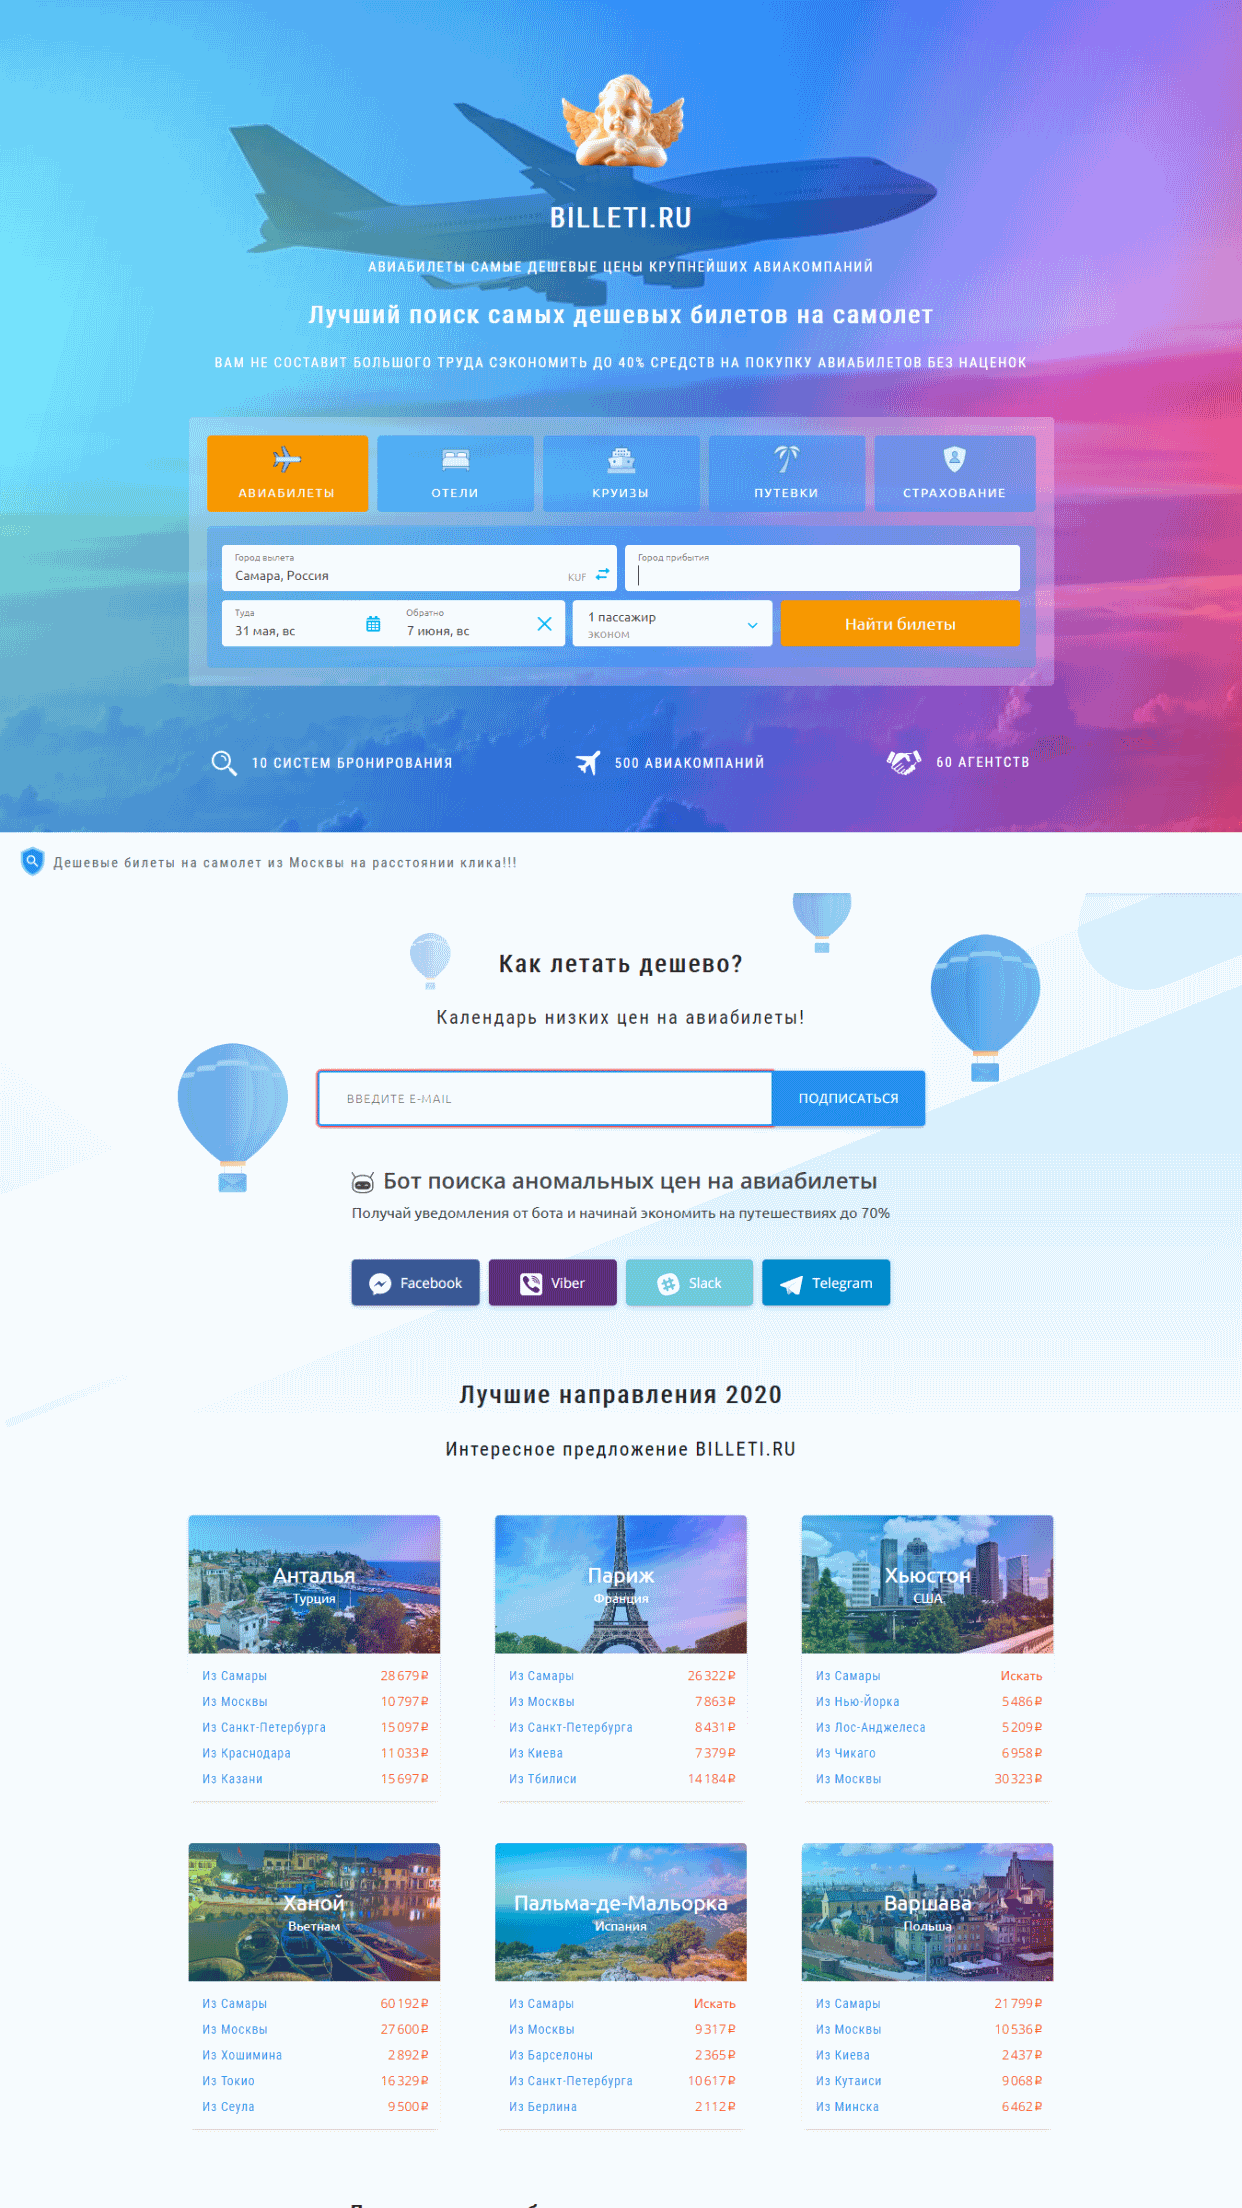 BILLETI.RU
АВИАБИЛЕТЫ САМЫЕ ДЕШЕВЫЕ ЦЕНЫ КРУПНЕЙШИХ АВИАКОМПАНИЙ
Лучший поиск самых дешевых билетов на самолет
ВАМ НЕ СОСТАВИТ БОЛЬШОГО ТРУДА СЭКОНОМИТЬ ДО 40% СРЕДСТВ НА ПОКУПКУ АВИАБИЛЕТОВ БЕЗ НАЦЕНОК
АВИАБИЛЕТЫ ОТЕЛИ КРУИЗЫ ПУТЕВКИ СТРАХОВАНИЕ
Город вылета Город прибытия
Самара, Россия KUF
Туда Обратно 1 пассажир
31 мая, вс 7 июня, вс эконом
Найти билеты
10 СИСТЕМ БРОНИРОВАНИЯ 500 АВИАКОМПАНИЙ 60 АГЕНТСТВ
Дешевые билеты на самолет из Москвы на расстоянии клика!!!
Как летать дешево?
Календарь низких цен на авиабилеты!
ВВЕДИТЕ E-MAIL ПОДПИСАТЬСЯ
Бот поиска аномальных цен на авиабилеты
Получай уведомления от бота и начинай экономить на путешествиях до 70%
Facebook Viber Slack Telegram
Лучшие направления 2020
Интересное предложение BILLETI.RU
Анталья
Турция
Из Самары 28 679 ₽
Из Москвы 10 797 ₽
Из Санкт-Петербурга 15 097 ₽
Из Краснодара 11 033 ₽
Из Казани 15 697 ₽
Париж
Франция
Из Самары 26 322 ₽
Из Москвы 7 863 ₽
Из Санкт-Петербурга 8 431 ₽
Из Киева 7 379 ₽
Из Тбилиси 14 184 ₽
Хьюстон
США
Из Самары Искать
Из Нью-Йорка 5 486 ₽
Из Лос-Анджелеса 5 209 ₽
Из Чикаго 6 958 ₽
Из Москвы 30 323 ₽
Ханой
Вьетнам
Из Самары 60 192 ₽
Из Москвы 27 600 ₽
Из Хошимина 2 892 ₽
Из Токио 16 329 ₽
Из Сеула 9 500 ₽
Пальма-де-Мальорка
Испания
Из Самары Искать
Из Москвы 9 317 ₽
Из Барселоны 2 365 ₽
Из Санкт-Петербурга 10 617 ₽
Из Берлина 2 112 ₽
Варшава
Польша
Из Самары 21 799 ₽
Из Москвы 10 536 ₽
Из Киева 2 437 ₽
Из Кутаиси 9 068 ₽
Из Минска 6 462 ₽